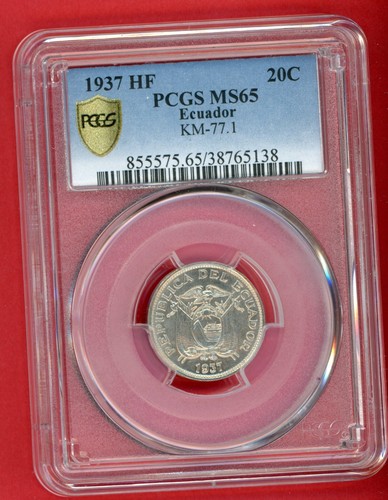 1937 HF 20C
PCGS MS65
Ecuador
KM-77.1
PCGS
855575.65/38765138
REPUBLICA DEL ECUADOR
1937